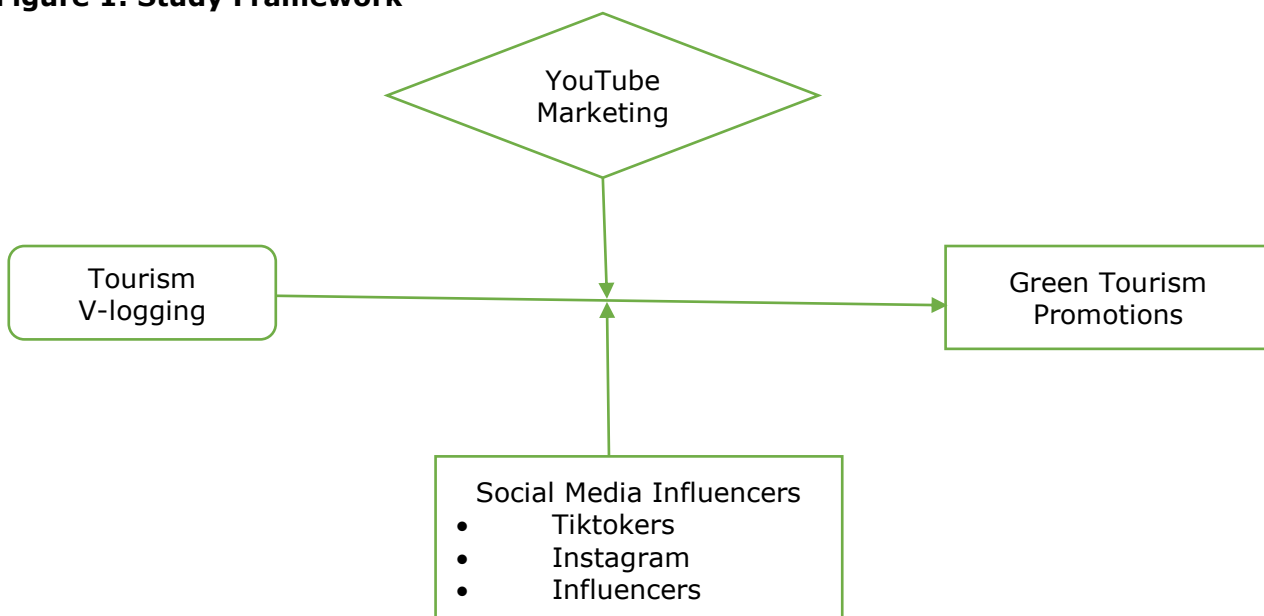 Figure 1: Study Framework
YouTube
Marketing
Tourism
V-logging
Green Tourism
Promotions
Social Media Influencers
• Tiktokers
• Instagram
• Influencers